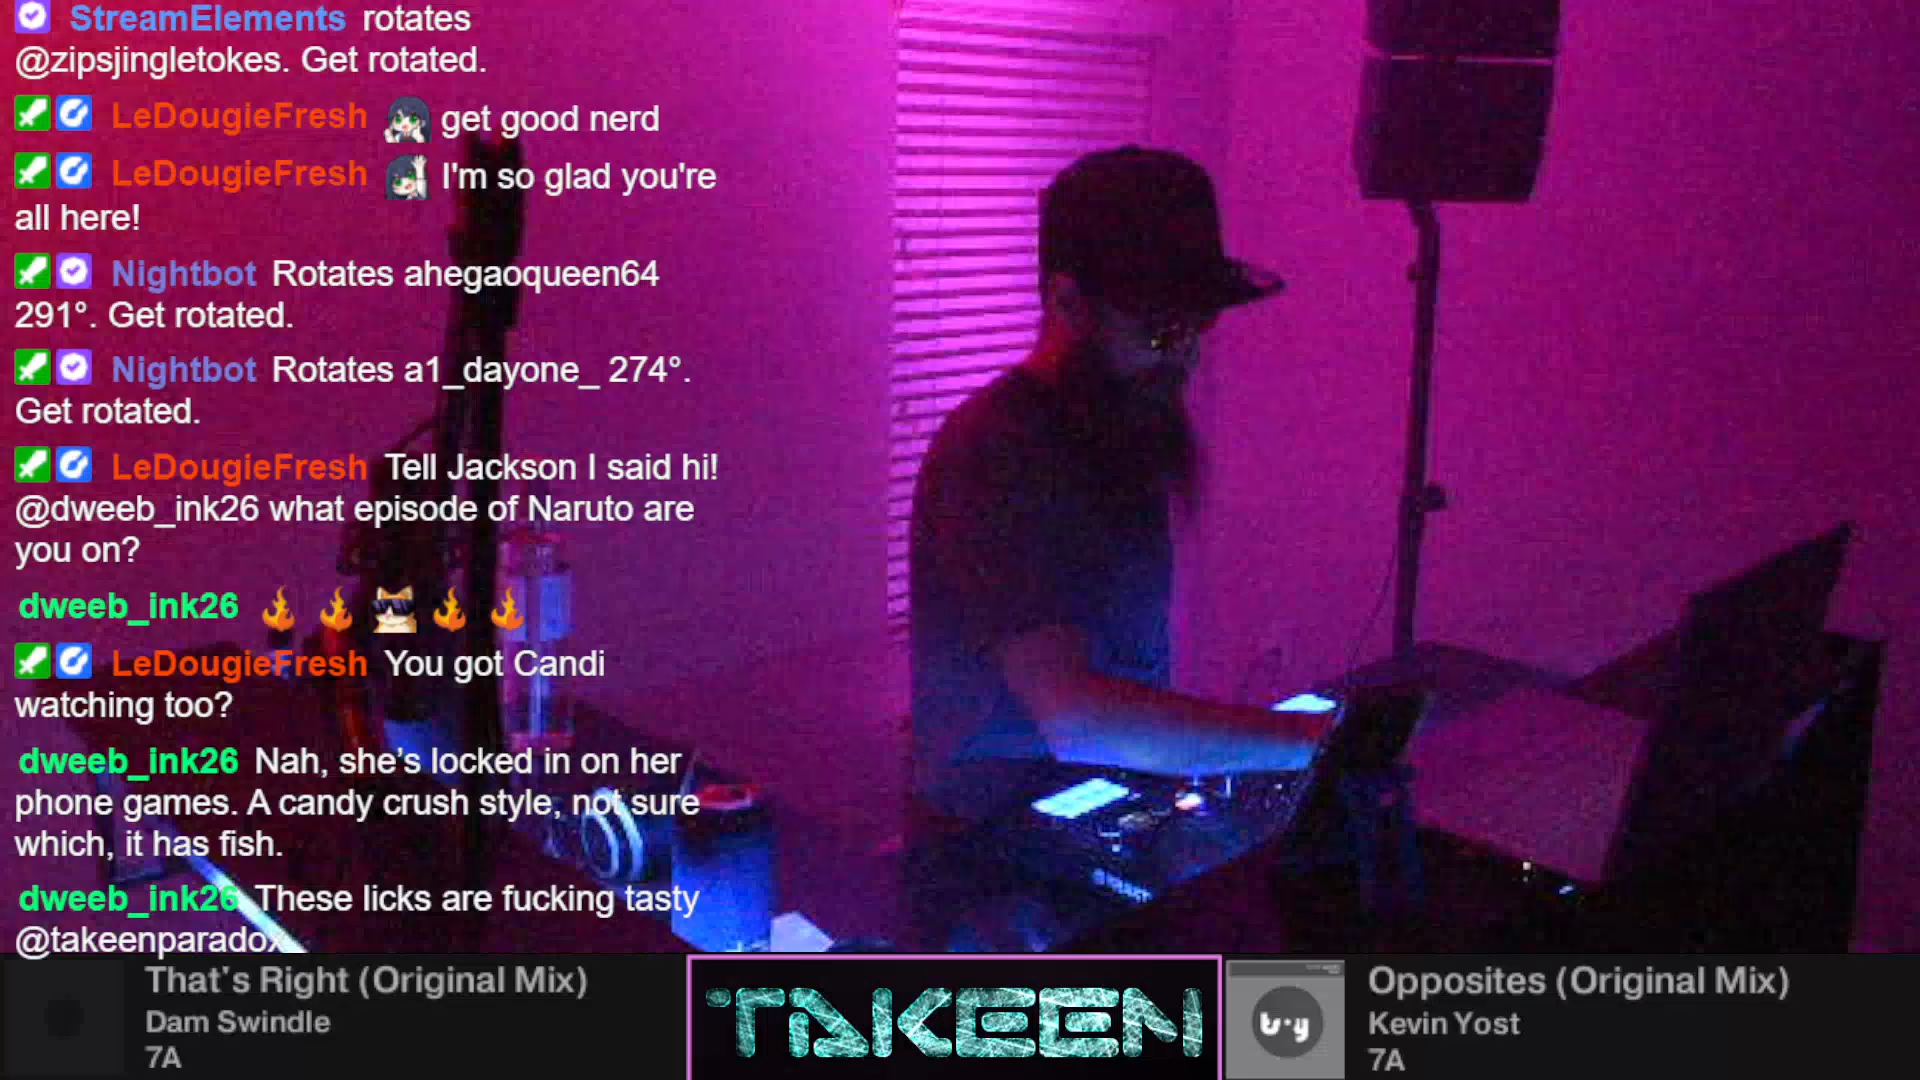 StreamElements rotates
@zipsjingletokes. Get rotated.
LeDougieFresh get good nerd
LeDougieFresh I'm so glad you're
all here!
Nightbot Rotates ahegaoqueen64
291°. Get rotated.
Nightbot Rotates a1_dayone_ 274°.
Get rotated.
LeDougieFresh Tell Jackson I said hi!
@dweeb_ink26 what episode of Naruto are
you on?
dweeb_ink26
LeDougieFresh You got Candi
watching too?
dweeb_ink26 Nah, she's locked in on her
phone games. A candy crush style, not sure
which, it has fish.
dweeb_ink26 These licks are fucking tasty
@takeenparadox
That's Right (Original Mix)
Dam Swindle
7A
TAKEEN
Opposites (Original Mix)
Kevin Yost
7A